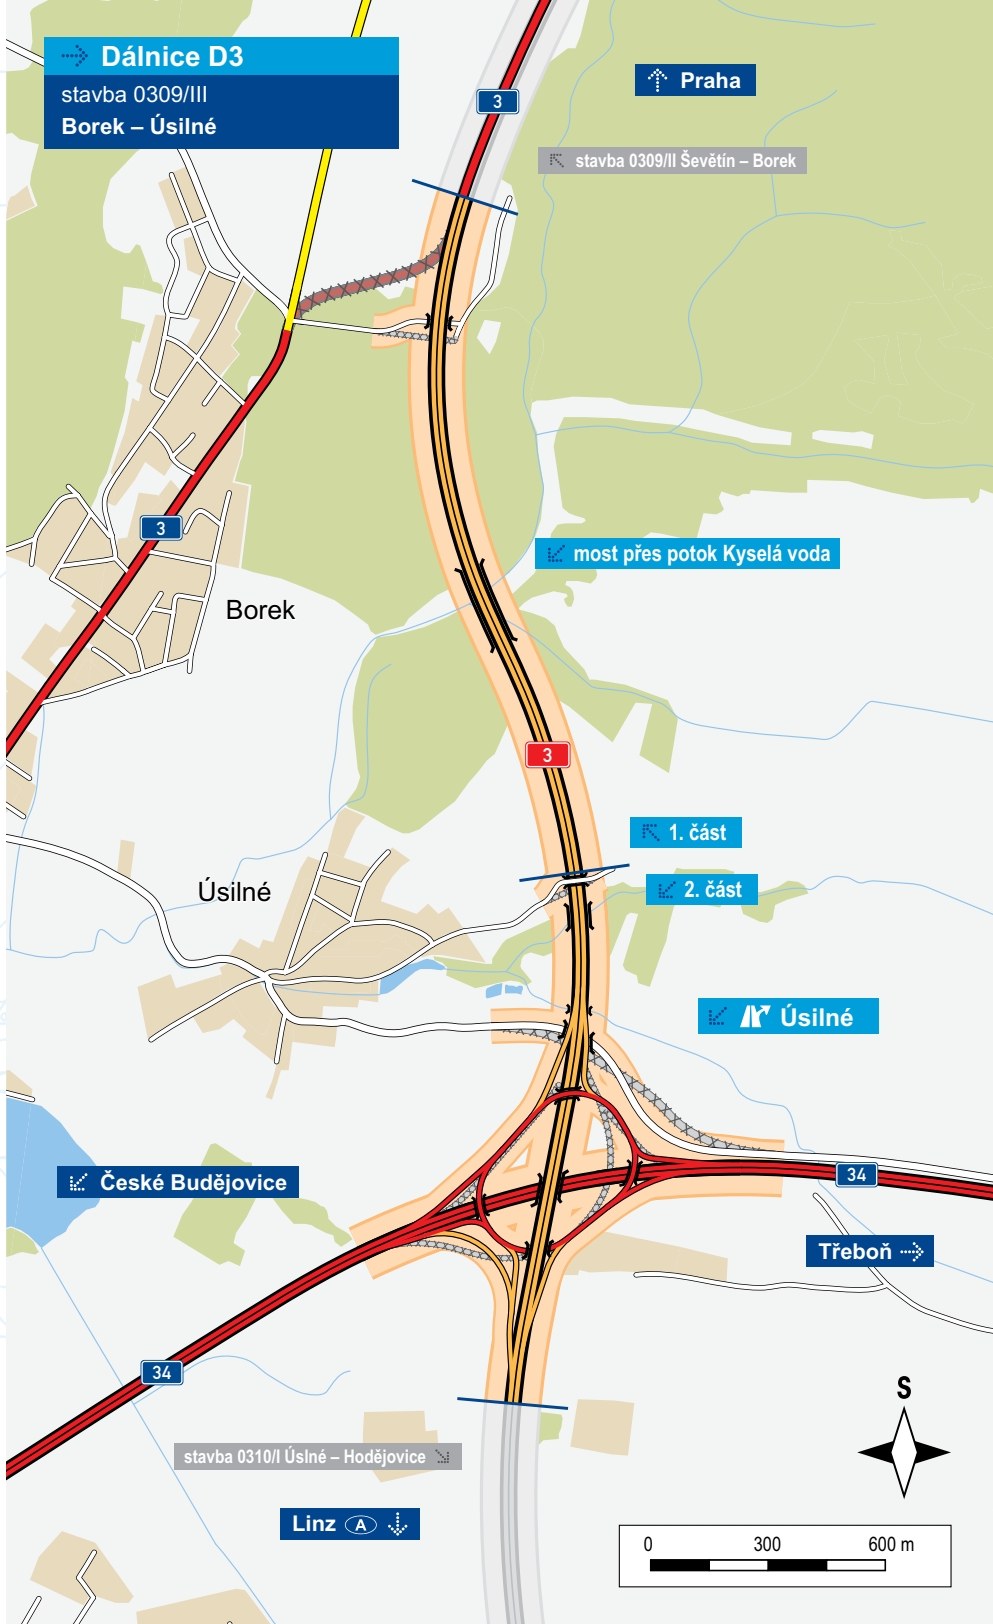 Dálnice D3
stavba 0309/III
Borek – Úsilné
3
Praha
stavba 0309/II Ševětín – Borek
3
most přes potok Kyselá voda
Borek
3
1. část
Úsilné
2. část
Úsilné
České Budějovice
34
Třeboň
34
S
stavba 0310/I Úslné – Hodějovice
Linz A
0 300 600 m